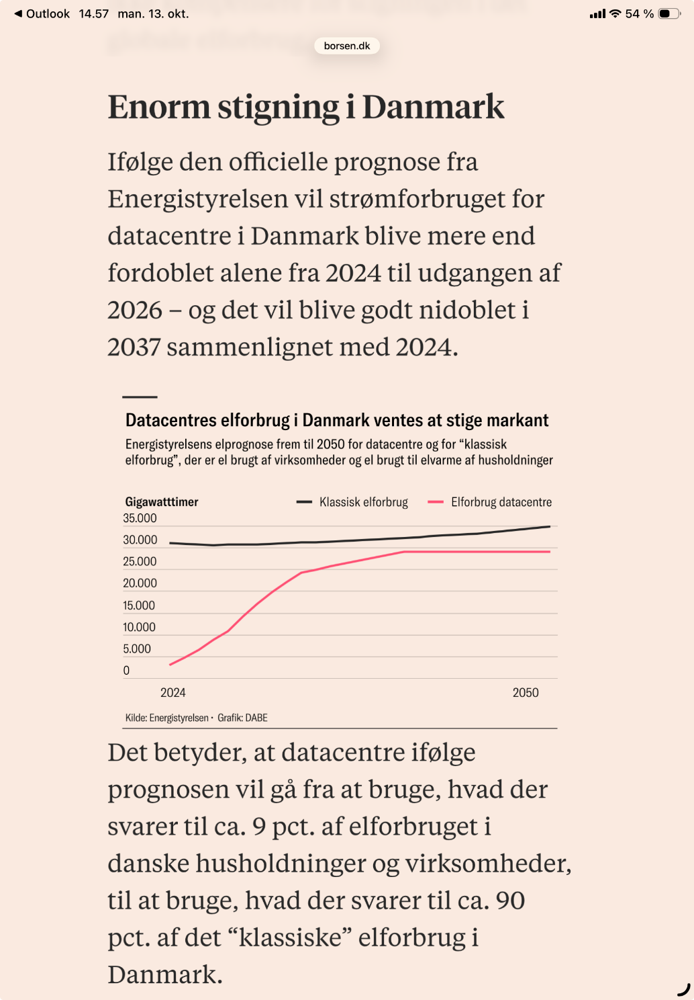 ◀ Outlook 14.57 man. 13. okt. 54 %
borsen.dk
Enorm stigning i Danmark
Ifølge den officielle prognose fra
Energistyrelsen vil strømforbruget for
datacentre i Danmark blive mere end
fordoblet alene fra 2024 til udgangen af
2026 – og det vil blive godt nidoblet i
2037 sammenlignet med 2024.
Datacentres elforbrug i Danmark ventes at stige markant
Energistyrelsens elprognose frem til 2050 for datacentre og for “klassisk
elforbrug”, der er el brugt af virksomheder og el brugt til elvarme af husholdninger
Gigawatttimer Klassisk elforbrug Elforbrug datacentre
35.000
30.000
25.000
20.000
15.000
10.000
5.000
0
2024 2050
Kilde: Energistyrelsen • Grafik: DABE
Det betyder, at datacentre ifølge
prognosen vil gå fra at bruge, hvad der
svarer til ca. 9 pct. af elforbruget i
danske husholdninger og virksomheder,
til at bruge, hvad der svarer til ca. 90
pct. af det “klassiske” elforbrug i
Danmark.